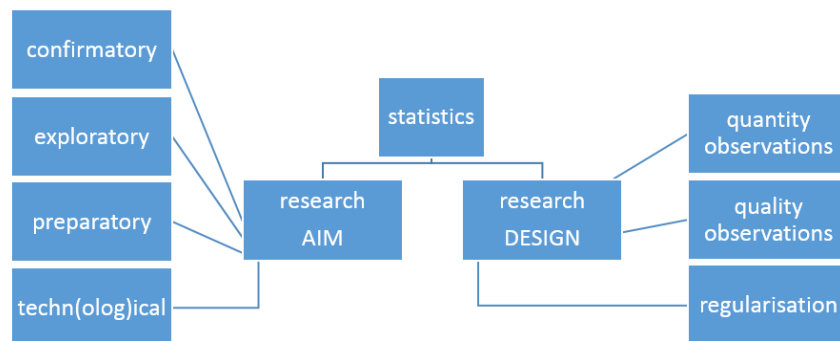 confirmatory
exploratory
preparatory
techn(olog)ical
statistics
research
AIM
research
DESIGN
quantity
observations
quality
observations
regularisation